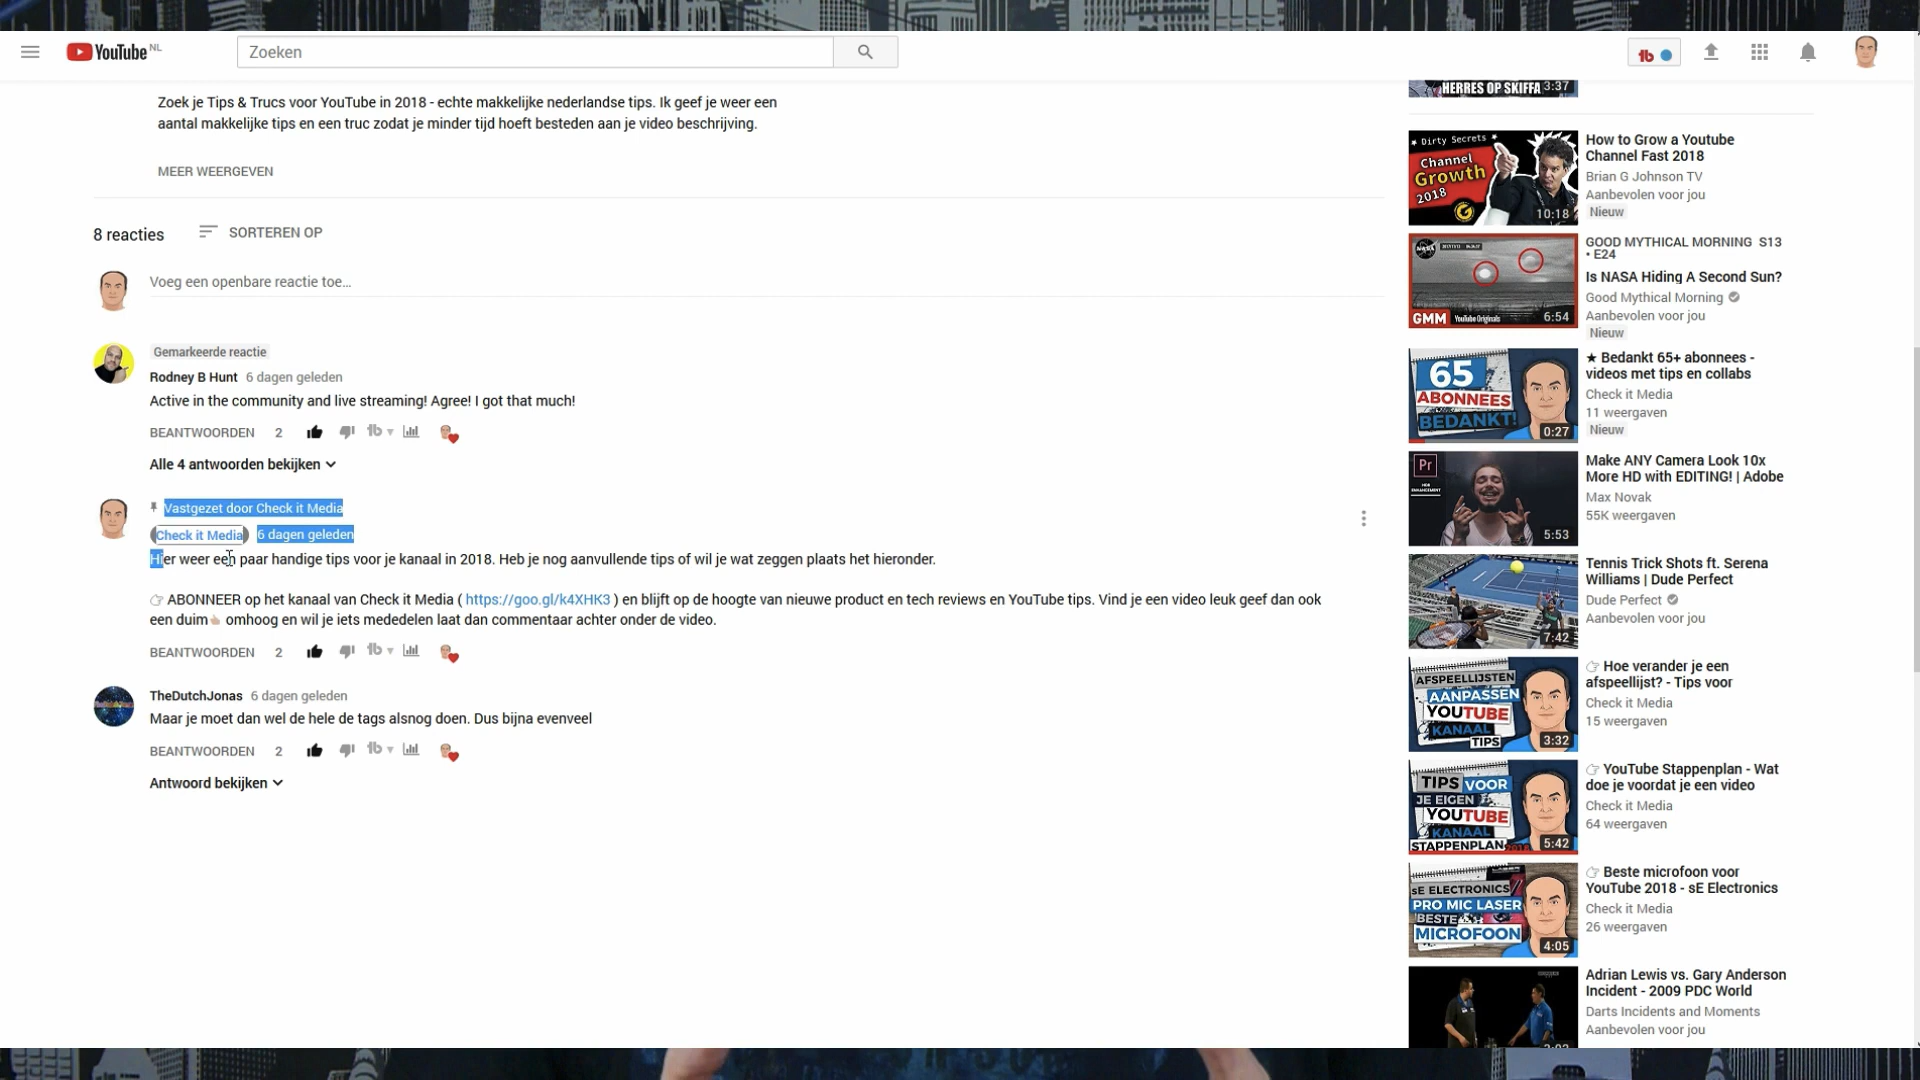 YouTube NL
Zoeken
Zoek je Tips & Trucs voor YouTube in 2018 - echte makkelijke nederlandse tips. Ik geef je weer een
aantal makkelijke tips en een truc zodat je minder tijd hoeft besteden aan je video beschrijving.
MEER WEERGEVEN
8 reacties
SORTEREN OP
Voeg een openbare reactie toe...
Gemarkeerde reactie
Rodney B Hunt 6 dagen geleden
Active in the community and live streaming! Agree! I got that much!
BEANTWOORDEN 2
Alle 4 antwoorden bekijken
Vastgezet door Check it Media
Check it Media 6 dagen geleden
Hier weer een paar handige tips voor je kanaal in 2018. Heb je nog aanvullende tips of wil je wat zeggen plaats het hieronder.
👉 ABONNEER op het kanaal van Check it Media ( https://goo.gl/k4XHK3 ) en blijft op de hoogte van nieuwe product en tech reviews en YouTube tips. Vind je een video leuk geef dan ook
een duim👆 omhoog en wil je iets mededelen laat dan commentaar achter onder de video.
BEANTWOORDEN 2
TheDutchJonas 6 dagen geleden
Maar je moet dan wel de hele de tags alsnog doen. Dus bijna evenveel
BEANTWOORDEN 2
Antwoord bekijken
HERRES OP SKIFFA 3:37
Dirty Secrets
Channel
Growth
2018
10:18
How to Grow a Youtube
Channel Fast 2018
Brian G Johnson TV
Aanbevolen voor jou
Nieuw
NASA
GMM YouTube Originals 6:54
GOOD MYTHICAL MORNING S13
• E24
Is NASA Hiding A Second Sun?
Good Mythical Morning
Aanbevolen voor jou
Nieuw
65
ABONNEES
BEDANKT!
0:27
★ Bedankt 65+ abonnees -
videos met tips en collabs
Check it Media
11 weergaven
Nieuw
Pr
5:53
Make ANY Camera Look 10x
More HD with EDITING! | Adobe
Max Novak
55K weergaven
7:42
Tennis Trick Shots ft. Serena
Williams | Dude Perfect
Dude Perfect
Aanbevolen voor jou
AFSPEELLIJSTEN
AANPASSEN
YOUTUBE
KANAAL
TIPS
3:32
👉 Hoe verander je een
afspeellijst? - Tips voor
Check it Media
15 weergaven
TIPS VOOR
JE EIGEN
YOUTUBE
KANAAL
STAPPENPLAN 2018
5:42
👉 YouTube Stappenplan - Wat
doe je voordat je een video
Check it Media
64 weergaven
sE ELECTRONICS
PRO MIC LASER
BESTE
MICROFOON
4:05
👉 Beste microfoon voor
YouTube 2018 - sE Electronics
Check it Media
26 weergaven
Adrian Lewis vs. Gary Anderson
Incident - 2009 PDC World
Darts Incidents and Moments
Aanbevolen voor jou